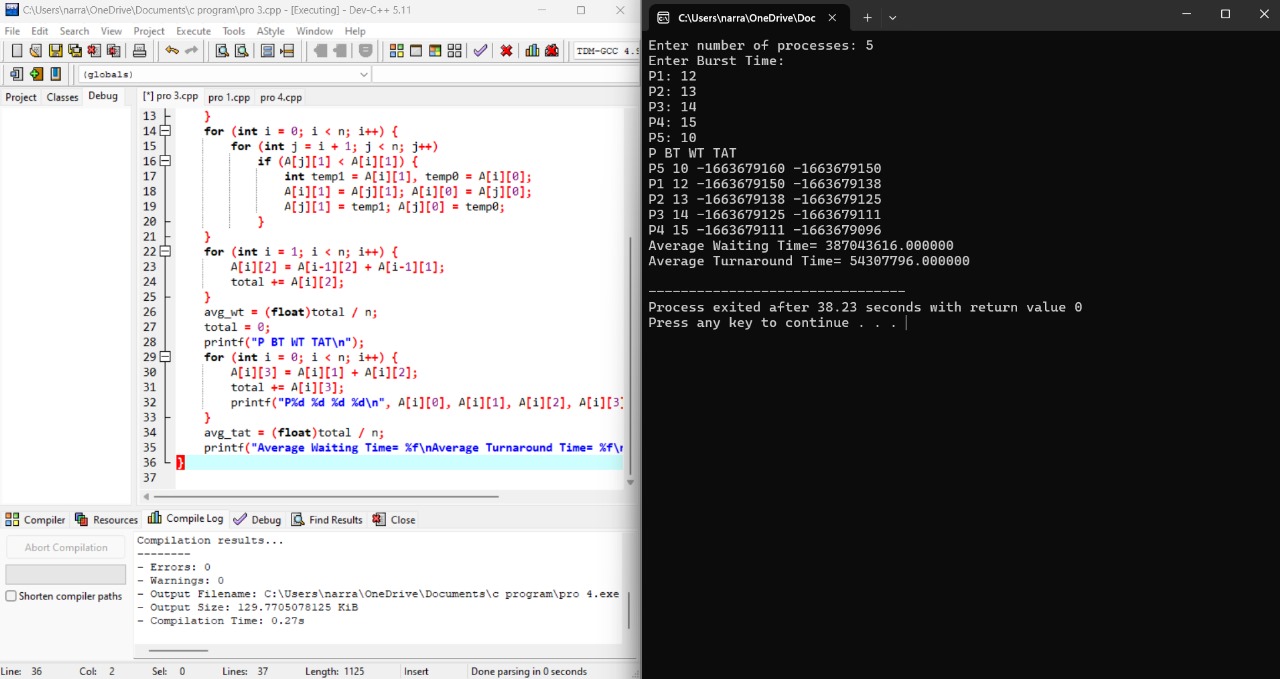 C:\Users\narra\OneDrive\Documents\c program\pro 3.cpp - [Executing] - Dev-C++ 5.11
File Edit Search View Project Execute Tools AStyle Window Help
TDM-GCC 4.9
(globals)
Project Classes Debug
[*] pro 3.cpp pro 1.cpp pro 4.cpp
13 }
14 for (int i = 0; i < n; i++) {
15 for (int j = i + 1; j < n; j++)
16 if (A[j][1] < A[i][1]) {
17 int temp1 = A[i][1], temp0 = A[i][0];
18 A[i][1] = A[j][1]; A[i][0] = A[j][0];
19 A[j][1] = temp1; A[j][0] = temp0;
20 }
21 }
22 for (int i = 1; i < n; i++) {
23 A[i][2] = A[i-1][2] + A[i-1][1];
24 total += A[i][2];
25 }
26 avg_wt = (float)total / n;
27 total = 0;
28 printf("P BT WT TAT\n");
29 for (int i = 0; i < n; i++) {
30 A[i][3] = A[i][1] + A[i][2];
31 total += A[i][3];
32 printf("P%d %d %d %d\n", A[i][0], A[i][1], A[i][2], A[i][3]
33 }
34 avg_tat = (float)total / n;
35 printf("Average Waiting Time= %f\nAverage Turnaround Time= %f\n
36 }
37
Compiler Resources Compile Log Debug Find Results Close
Abort Compilation
Shorten compiler paths
Compilation results...
--------
- Errors: 0
- Warnings: 0
- Output Filename: C:\Users\narra\OneDrive\Documents\c program\pro 4.exe
- Output Size: 129.7705078125 KiB
- Compilation Time: 0.27s
Line: 36 Col: 2 Sel: 0 Lines: 37 Length: 1125 Insert Done parsing in 0 seconds
C:\Users\narra\OneDrive\Doc
Enter number of processes: 5
Enter Burst Time:
P1: 12
P2: 13
P3: 14
P4: 15
P5: 10
P BT WT TAT
P5 10 -1663679160 -1663679150
P1 12 -1663679150 -1663679138
P2 13 -1663679138 -1663679125
P3 14 -1663679125 -1663679111
P4 15 -1663679111 -1663679096
Average Waiting Time= 387043616.000000
Average Turnaround Time= 54307796.000000
--------------------------------
Process exited after 38.23 seconds with return value 0
Press any key to continue . . .